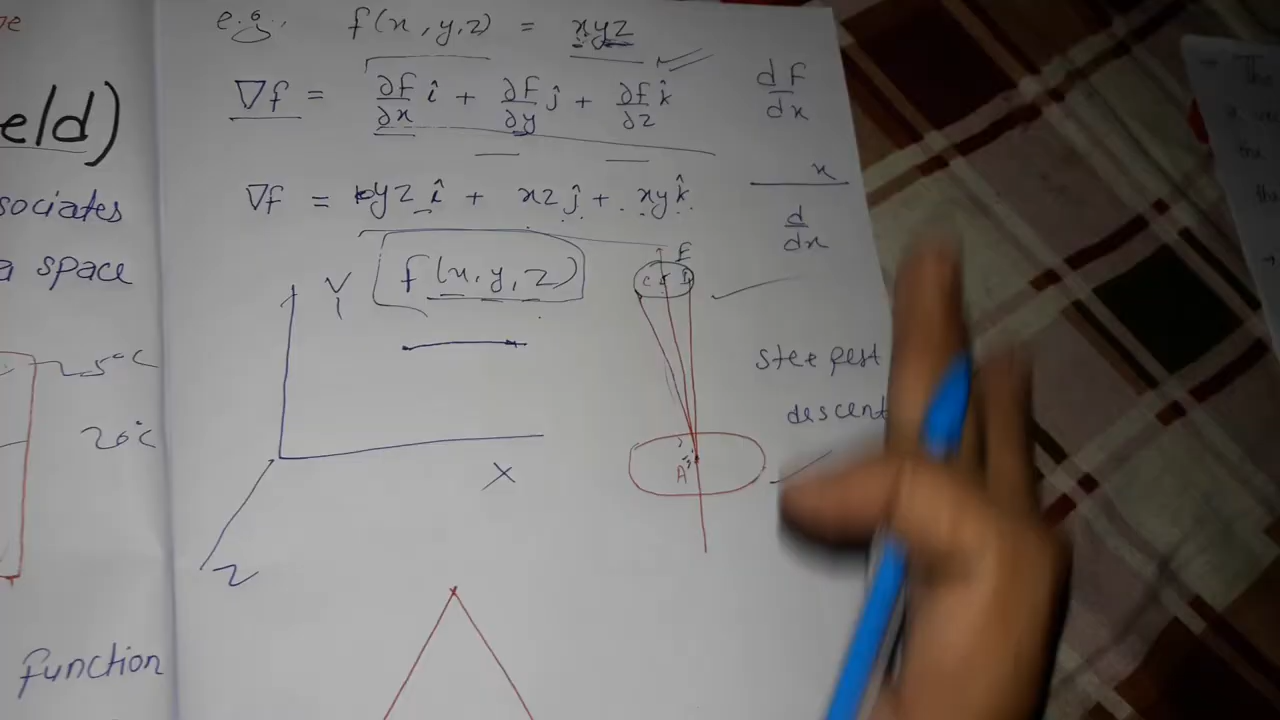 e.g. f(x, y, z) = xyz
∇f = ∂F/∂x î + ∂F/∂y ĵ + ∂f/∂z k̂
dF/dx
∇f = yz î + xz ĵ + xy k̂
x
d/dx
f(x, y, z)
Y
F
X
Z
A
steepest
descent
eld)
sociates
a space
25°C
20°C
function